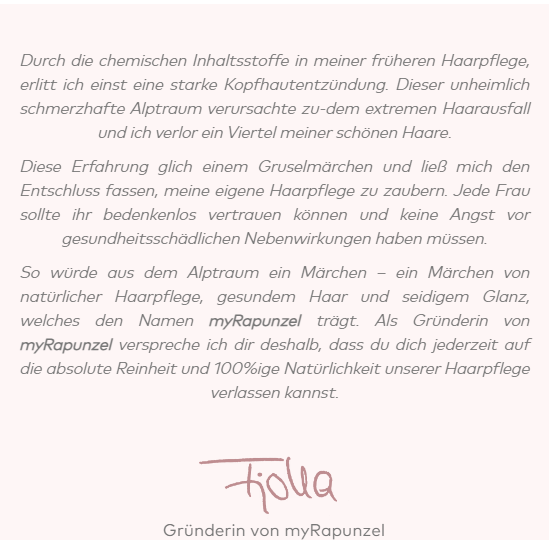 Durch die chemischen Inhaltsstoffe in meiner früheren Haarpflege,
erlitt ich einst eine starke Kopfhautentzündung. Dieser unheimlich
schmerzhafte Alptraum verursachte zu-dem extremen Haarausfall
und ich verlor ein Viertel meiner schönen Haare.
Diese Erfahrung glich einem Gruselmärchen und ließ mich den
Entschluss fassen, meine eigene Haarpflege zu zaubern. Jede Frau
sollte ihr bedenkenlos vertrauen können und keine Angst vor
gesundheitsschädlichen Nebenwirkungen haben müssen.
So würde aus dem Alptraum ein Märchen – ein Märchen von
natürlicher Haarpflege, gesundem Haar und seidigem Glanz,
welches den Namen myRapunzel trägt. Als Gründerin von
myRapunzel verspreche ich dir deshalb, dass du dich jederzeit auf
die absolute Reinheit und 100%ige Natürlichkeit unserer Haarpflege
verlassen kannst.
Fjolla
Gründerin von myRapunzel